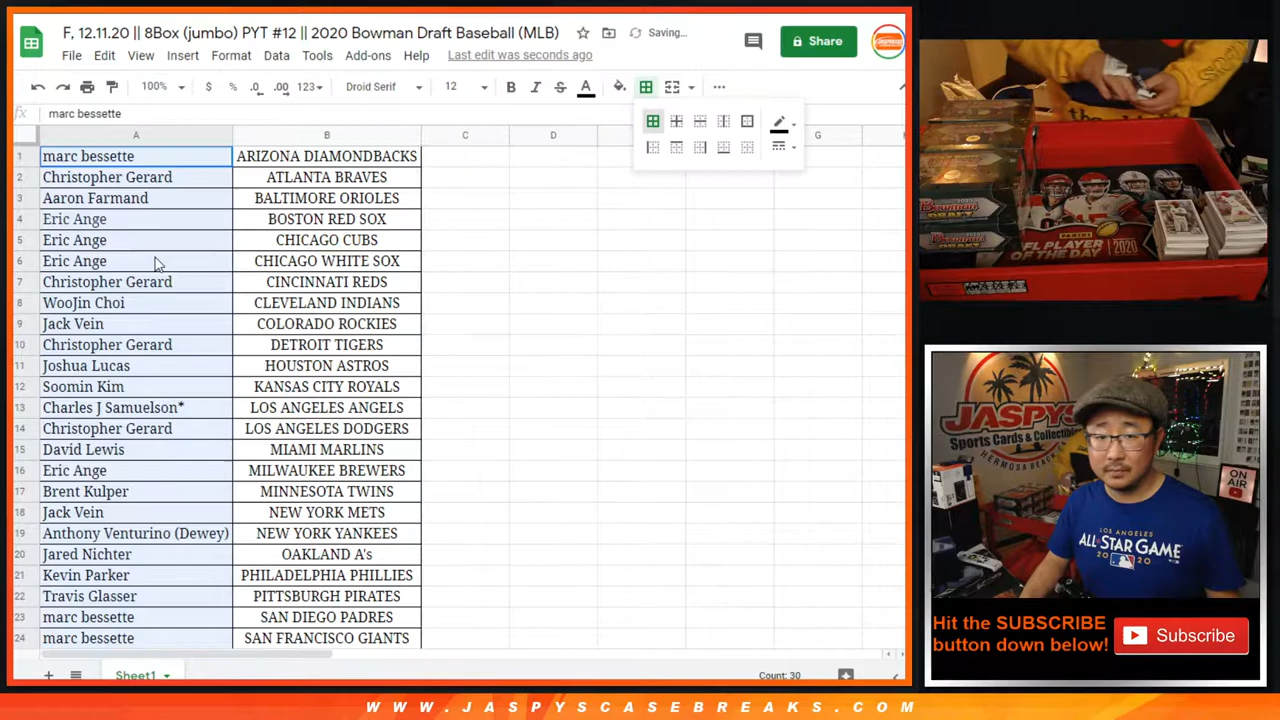 F, 12.11.20 || 8Box (jumbo) PYT #12 || 2020 Bowman Draft Baseball (MLB)
Saving...
File Edit View Insert Format Data Tools Add-ons Help Last edit was seconds ago
Share
100% $ % .0 .00 123 Droid Serif 12 B I S A
fx marc bessette
A B C D G
1 marc bessette ARIZONA DIAMONDBACKS
2 Christopher Gerard ATLANTA BRAVES
3 Aaron Farmand BALTIMORE ORIOLES
4 Eric Ange BOSTON RED SOX
5 Eric Ange CHICAGO CUBS
6 Eric Ange CHICAGO WHITE SOX
7 Christopher Gerard CINCINNATI REDS
8 WooJin Choi CLEVELAND INDIANS
9 Jack Vein COLORADO ROCKIES
10 Christopher Gerard DETROIT TIGERS
11 Joshua Lucas HOUSTON ASTROS
12 Soomin Kim KANSAS CITY ROYALS
13 Charles J Samuelson* LOS ANGELES ANGELS
14 Christopher Gerard LOS ANGELES DODGERS
15 David Lewis MIAMI MARLINS
16 Eric Ange MILWAUKEE BREWERS
17 Brent Kulper MINNESOTA TWINS
18 Jack Vein NEW YORK METS
19 Anthony Venturino (Dewey) NEW YORK YANKEES
20 Jared Nichter OAKLAND A's
21 Kevin Parker PHILADELPHIA PHILLIES
22 Travis Glasser PITTSBURGH PIRATES
23 marc bessette SAN DIEGO PADRES
24 marc bessette SAN FRANCISCO GIANTS
Sheet1
Count: 30
BOWMAN
DRAFT
PANINI
NFL PLAYER
OF THE DAY 2020
JASPY'S
Sports Cards & Collectibles
HERMOSA BEACH
ON
AIR
LOS ANGELES
ALL STAR GAME
20 20
Hit the SUBSCRIBE
button down below!
Subscribe
WWW.JASPYSCASEBREAKS.COM